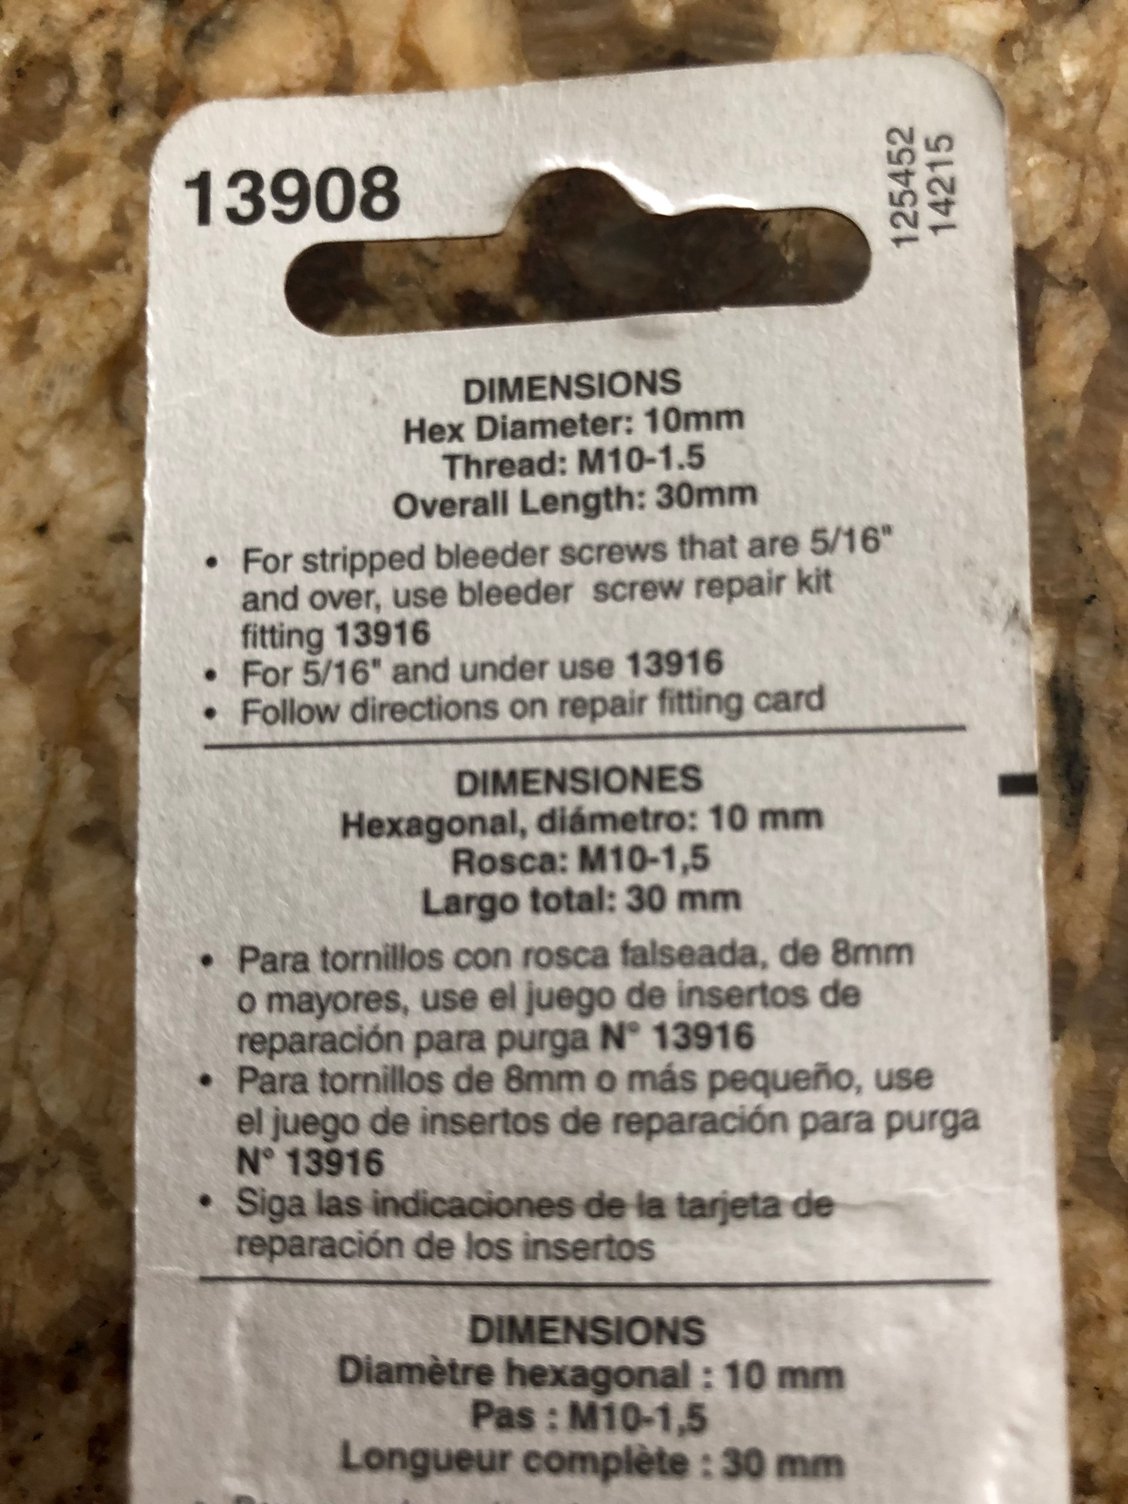 13908
125452
14215
DIMENSIONS
Hex Diameter: 10mm
Thread: M10-1.5
Overall Length: 30mm
• For stripped bleeder screws that are 5/16"
and over, use bleeder screw repair kit
fitting 13916
• For 5/16" and under use 13916
• Follow directions on repair fitting card
DIMENSIONES
Hexagonal, diámetro: 10 mm
Rosca: M10-1,5
Largo total: 30 mm
• Para tornillos con rosca falseada, de 8mm
o mayores, use el juego de insertos de
reparación para purga N° 13916
• Para tornillos de 8mm o más pequeño, use
el juego de insertos de reparación para purga
N° 13916
• Siga las indicaciones de la tarjeta de
reparación de los insertos
DIMENSIONS
Diamètre hexagonal : 10 mm
Pas : M10-1,5
Longueur complète : 30 mm